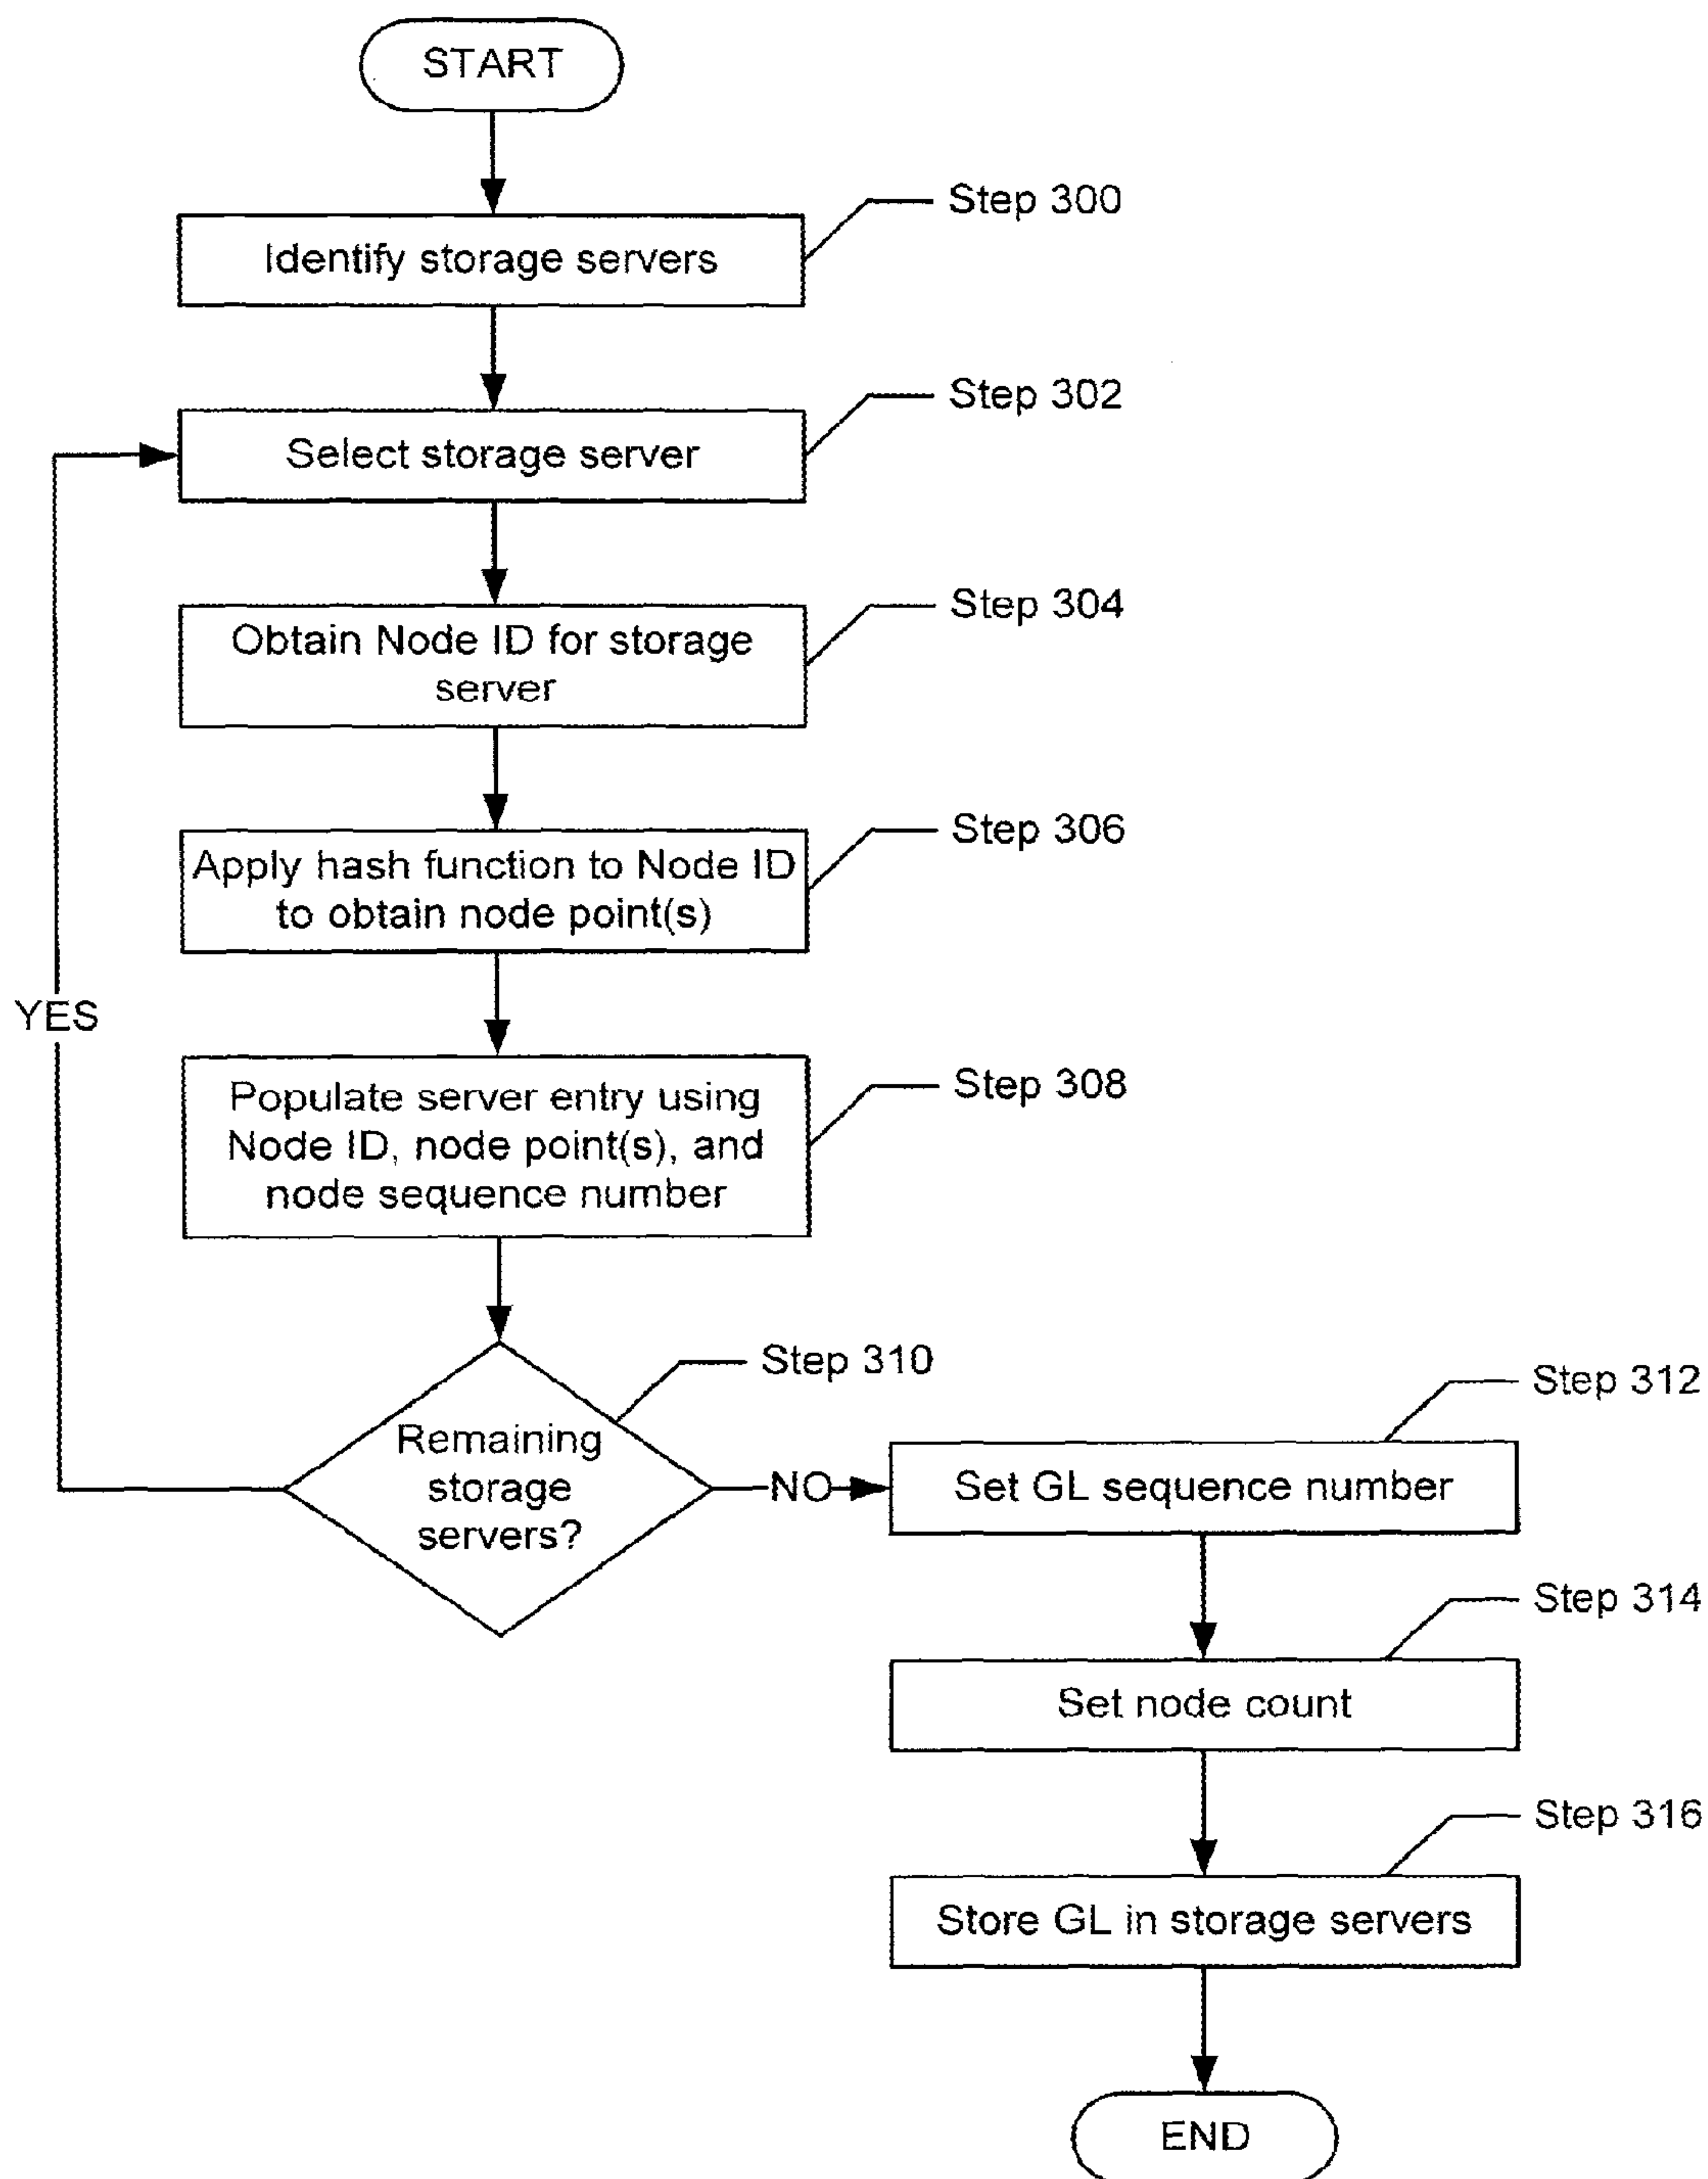 START
Step 300
Identify storage servers
Step 302
Select storage server
Step 304
Obtain Node ID for storage
server
Step 306
Apply hash function to Node ID
to obtain node point(s)
YES
Step 308
Populate server entry using
Node ID, node point(s), and
node sequence number
Step 310
Remaining
storage
servers?
NO
Step 312
Set GL sequence number
Step 314
Set node count
Step 316
Store GL in storage servers
END